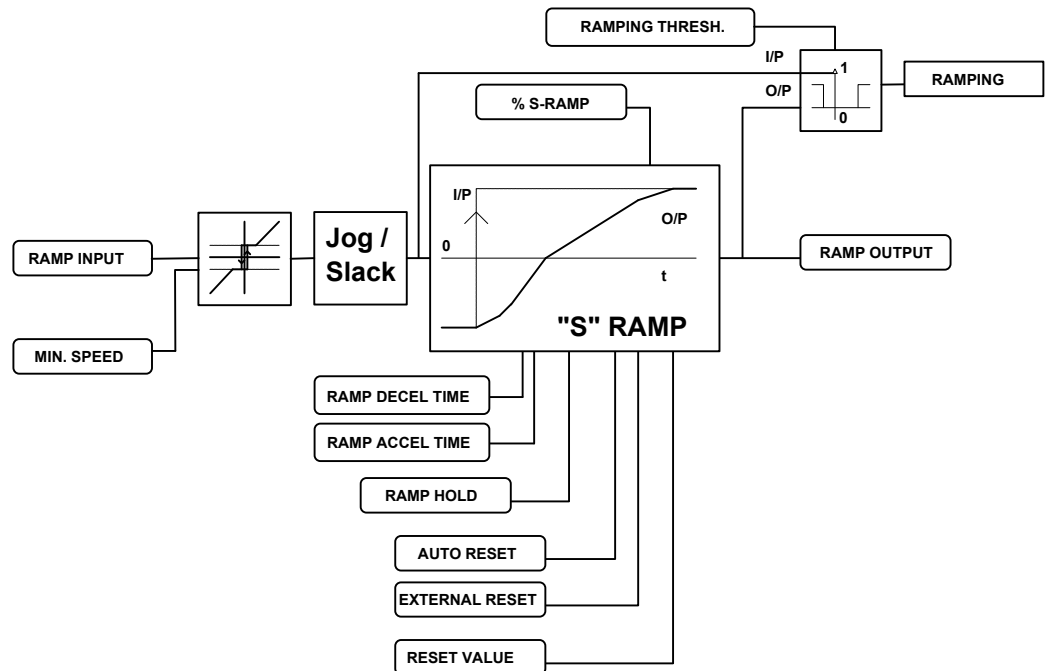 RAMPING THRESH.
I/P
1
RAMPING
O/P
0
% S-RAMP
I/P
O/P
0
t
"S" RAMP
RAMP INPUT
Jog /
Slack
RAMP OUTPUT
MIN. SPEED
RAMP DECEL TIME
RAMP ACCEL TIME
RAMP HOLD
AUTO RESET
EXTERNAL RESET
RESET VALUE